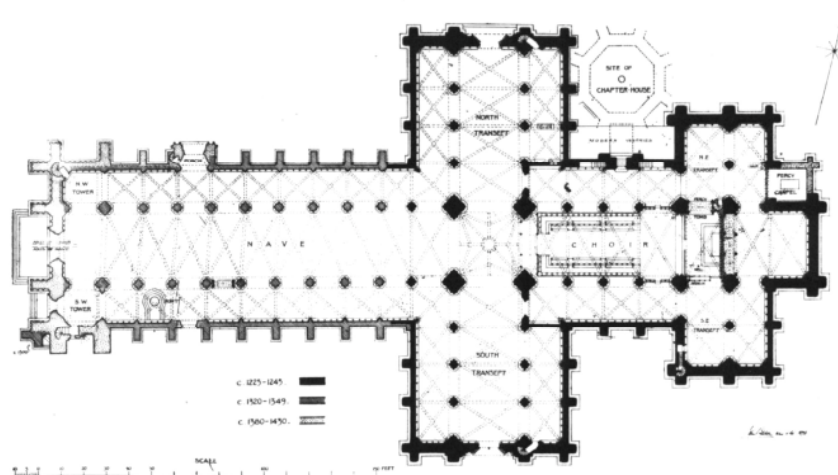 SITE OF
CHAPTER HOUSE
NORTH
TRANSEPT
N.E
TRANSEPT
PERCY
CHAPEL
N.W
TOWER
NAVE
CHOIR
S.W
TOWER
S.E
TRANSEPT
SOUTH
TRANSEPT
c 1225-1245.
c 1320-1349.
c 1380-1430.
SCALE
FEET